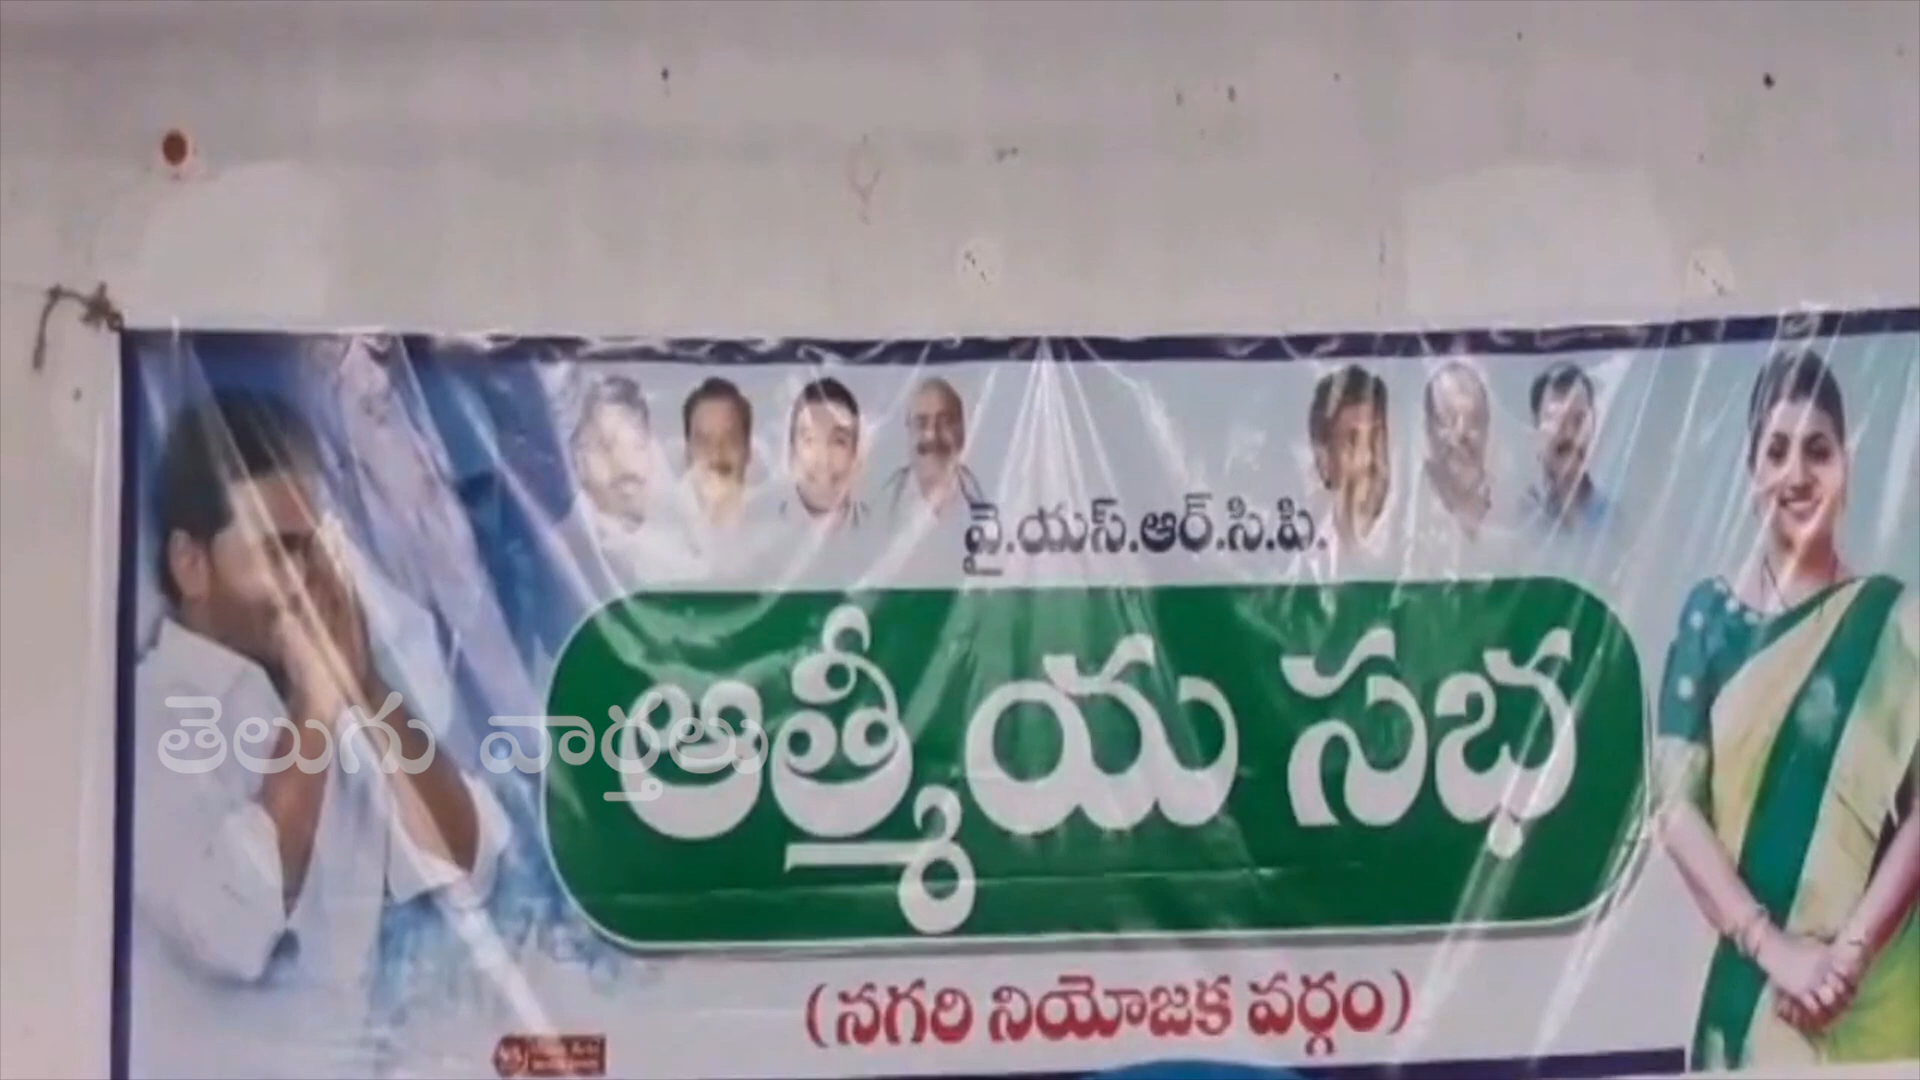 వై.యస్.ఆర్.సి.పి.
ఆత్మీయ సభ
తెలుగు వార్తలు
(నగరి నియోజక వర్గం)